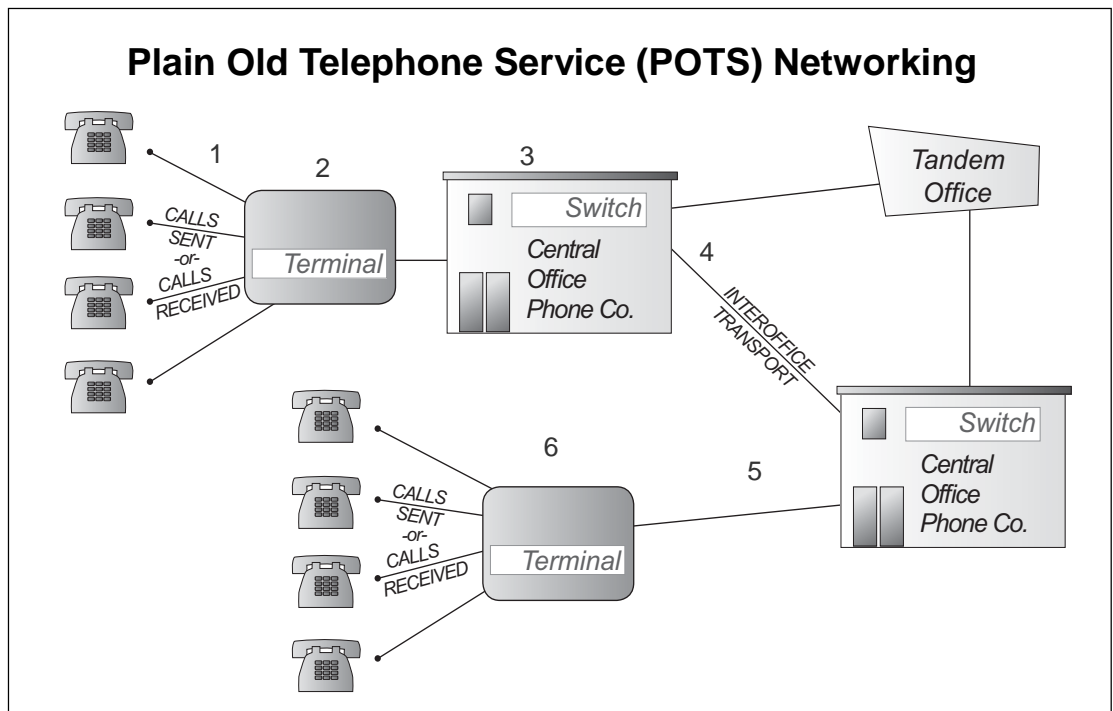 Plain Old Telephone Service (POTS) Networking
1
2
3
Tandem
Office
CALLS
SENT
-or-
CALLS
RECEIVED
Terminal
Switch
Central
Office
Phone Co.
4
INTEROFFICE
TRANSPORT
Switch
Central
Office
Phone Co.
5
6
CALLS
SENT
-or-
CALLS
RECEIVED
Terminal